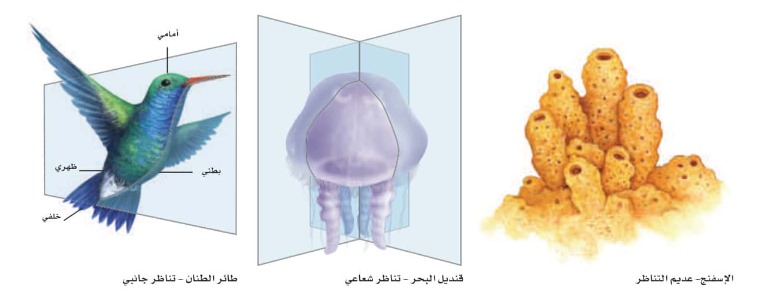 أمامي
ظهري
بطني
خلفي
الإسفنج - عديم التناظر
قنديل البحر - تناظر شعاعي
طائر الطنان - تناظر جانبي